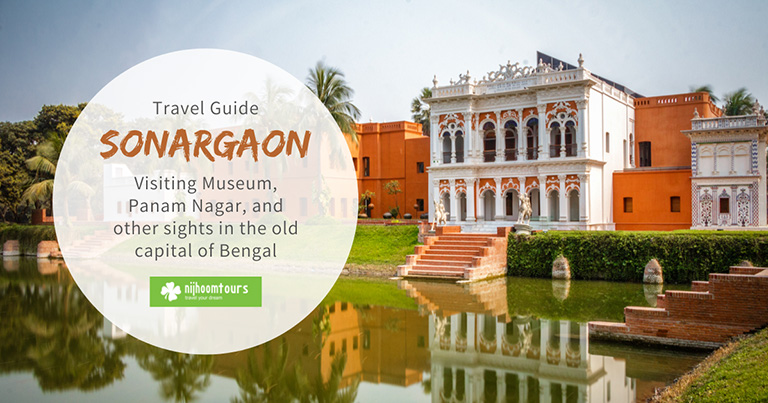 Travel Guide
SONARGAON
Visiting Museum,
Panam Nagar, and
other sights in the old
capital of Bengal
nijhoomtours
travel your dream